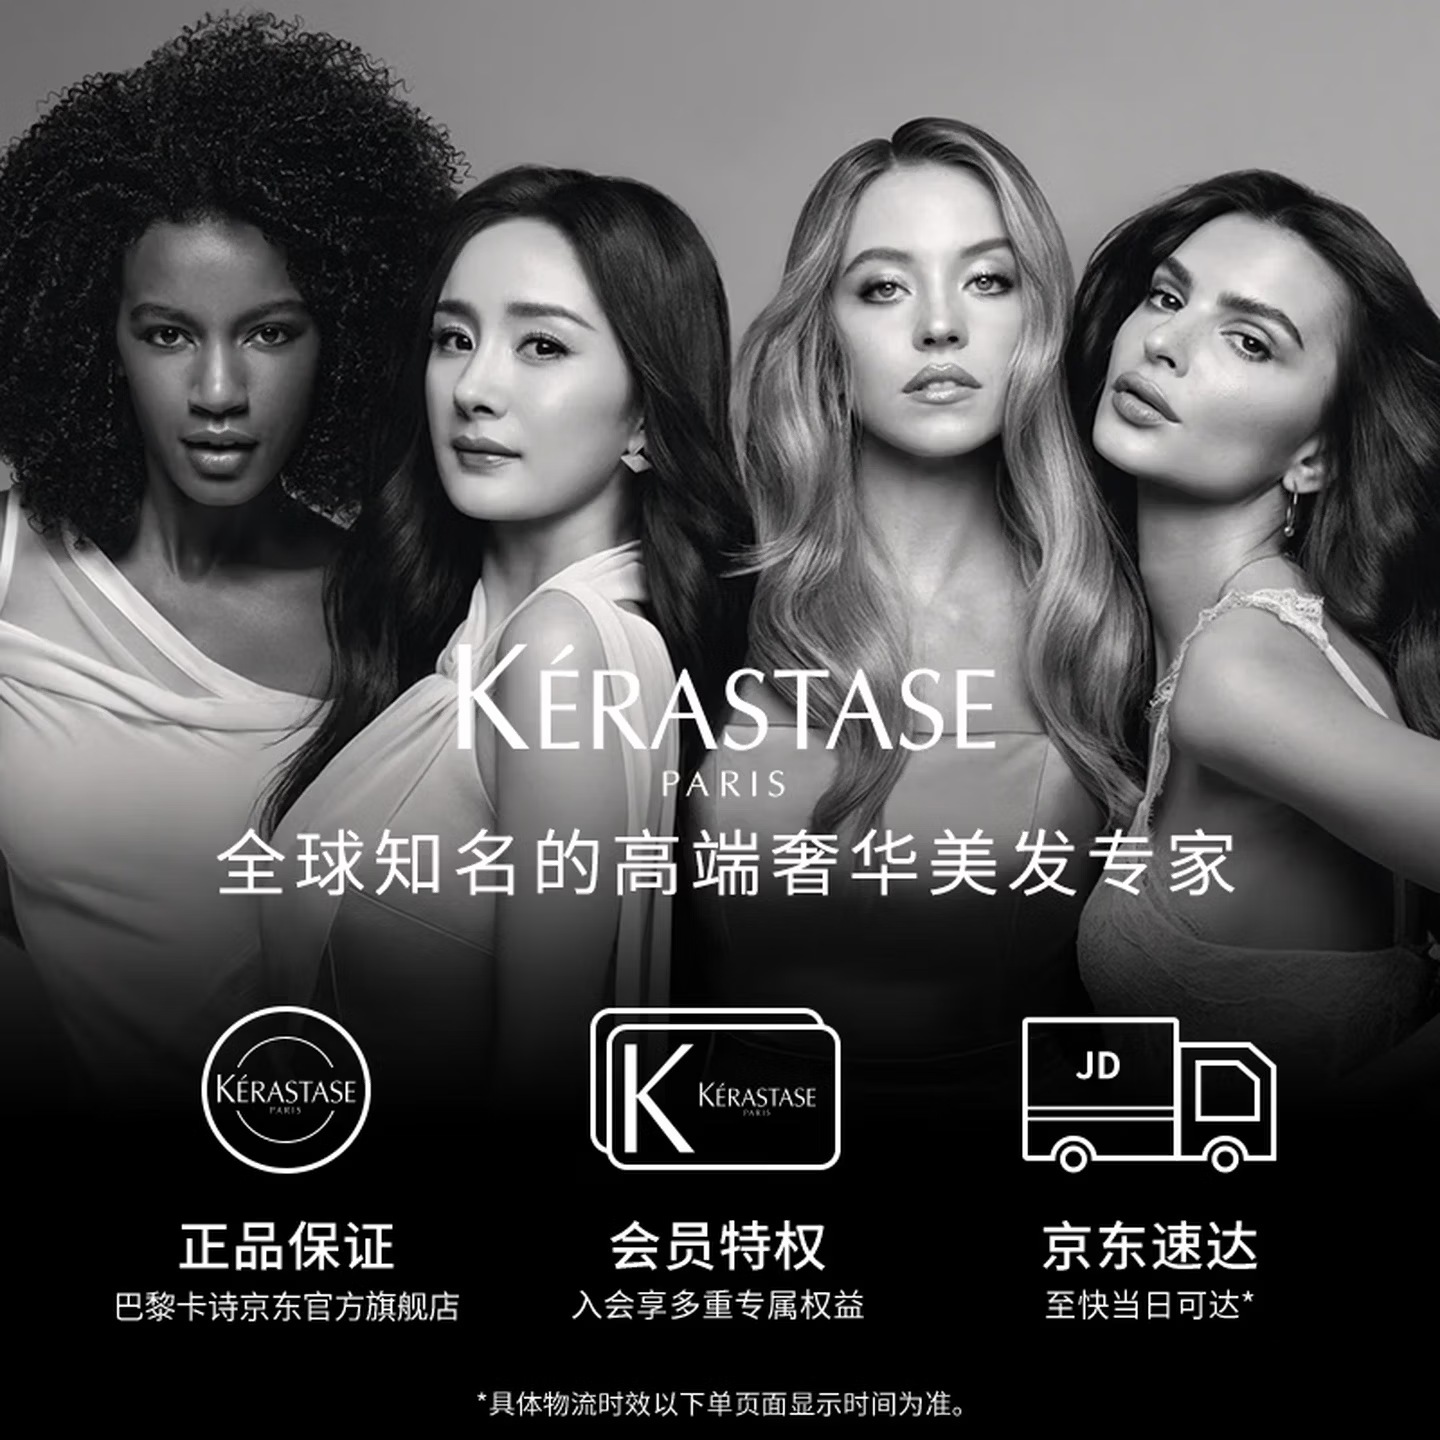 KÉRASTASE
PARIS
全球知名的高端奢华美发专家
KÉRASTASE
PARIS
K KÉRASTASE
PARIS
JD
正品保证
会员特权
京东速达
巴黎卡诗京东官方旗舰店
入会享多重专属权益
至快当日可达*
*具体物流时效以下单页面显示时间为准。